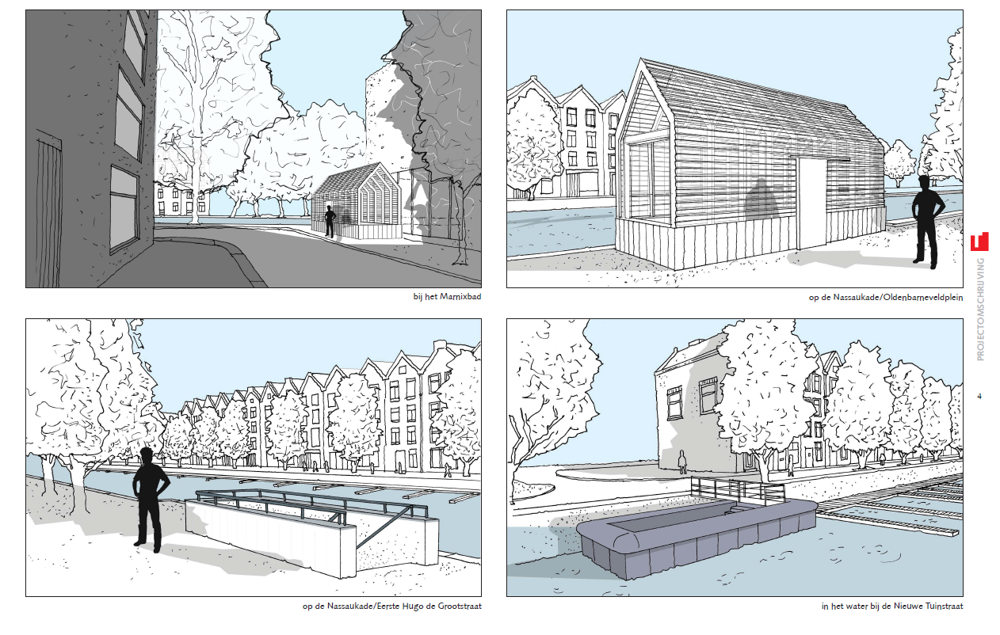 bij het Marnixbad
op de Nassaukade/Oldenbarneveldplein
op de Nassaukade/Eerste Hugo de Grootstraat
in het water bij de Nieuwe Tuinstraat
PROJECTOMSCHRIJVING
4